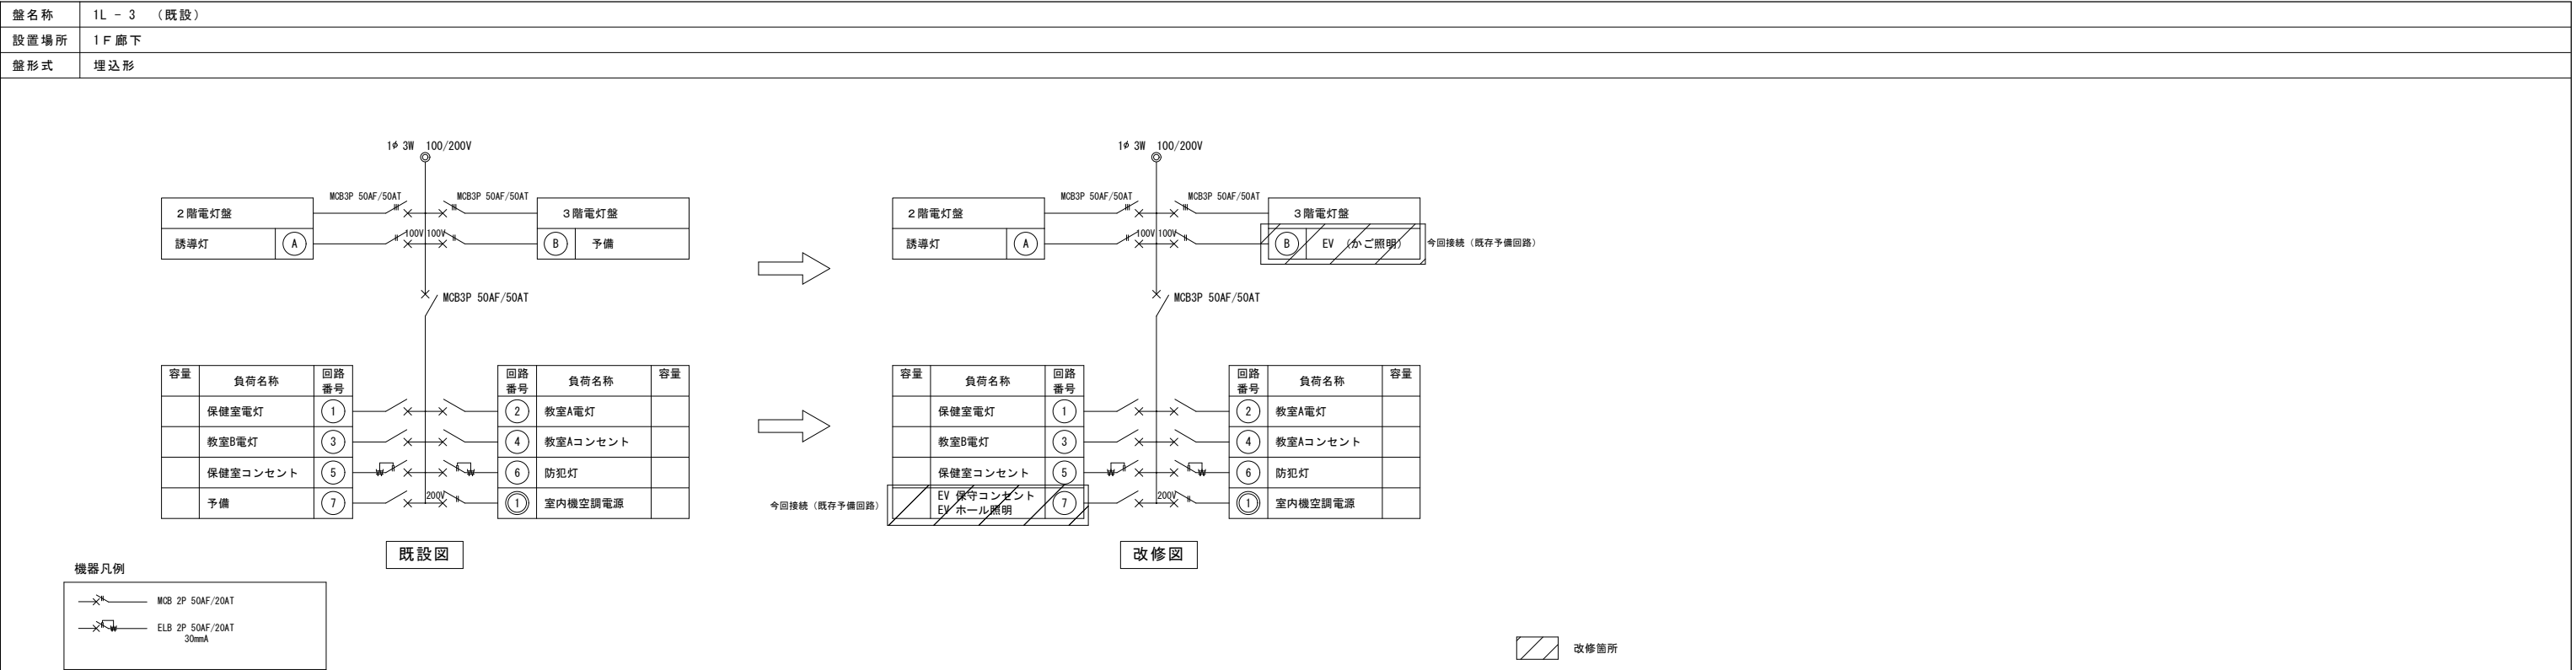 盤名称 1L - 3 （既設）
設置場所 1Ｆ廊下
盤形式 埋込形
1φ 3W 100/200V
MCB3P 50AF/50AT MCB3P 50AF/50AT
２階電灯盤 ３階電灯盤
誘導灯 A 100V 100V B 予備
MCB3P 50AF/50AT
容量 負荷名称 回路番号 回路番号 負荷名称 容量
保健室電灯 1 2 教室A電灯
教室B電灯 3 4 教室Aコンセント
保健室コンセント 5 6 防犯灯
予備 7 200V 1 室内機空調電源
既設図
1φ 3W 100/200V
MCB3P 50AF/50AT MCB3P 50AF/50AT
２階電灯盤 ３階電灯盤
誘導灯 A 100V 100V B EV （かご照明） 今回接続（既存予備回路）
MCB3P 50AF/50AT
容量 負荷名称 回路番号 回路番号 負荷名称 容量
保健室電灯 1 2 教室A電灯
教室B電灯 3 4 教室Aコンセント
保健室コンセント 5 6 防犯灯
今回接続（既存予備回路） EV 保守コンセント 7 200V 1 室内機空調電源
EV ホール照明
改修図
機器凡例
MCB 2P 50AF/20AT
ELB 2P 50AF/20AT
30mmA
改修箇所